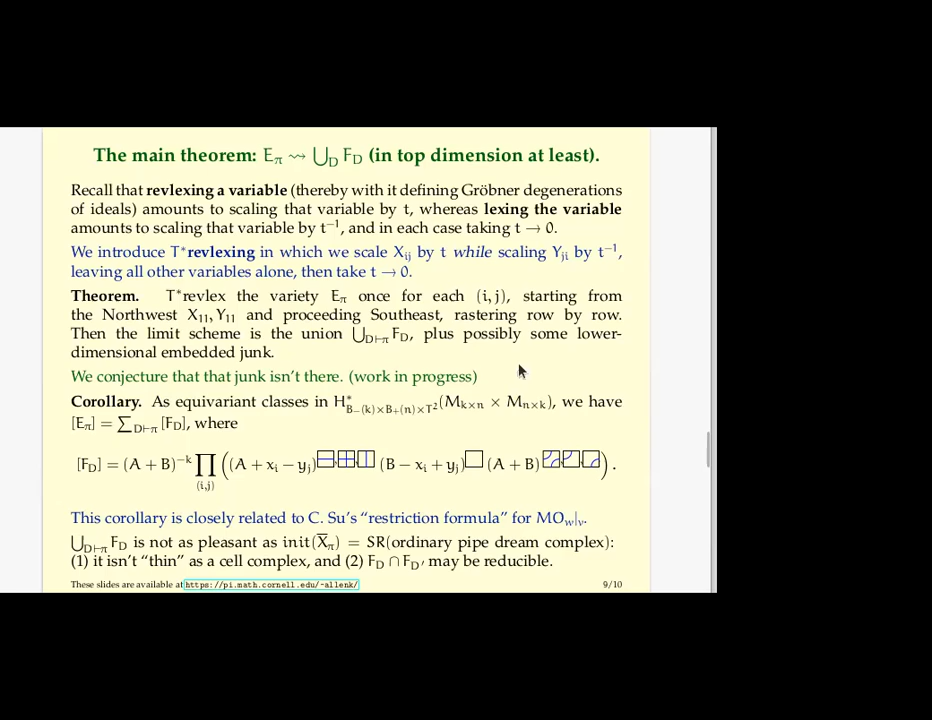 The main theorem: E_π ⇝ ⋃_D F_D (in top dimension at least).
Recall that revlexing a variable (thereby with it defining Gröbner degenerations
of ideals) amounts to scaling that variable by t, whereas lexing the variable
amounts to scaling that variable by t⁻¹, and in each case taking t → 0.
We introduce T*revlexing in which we scale X_ij by t while scaling Y_ji by t⁻¹,
leaving all other variables alone, then take t → 0.
Theorem. T*revlex the variety E_π once for each (i, j), starting from
the Northwest X₁₁, Y₁₁ and proceeding Southeast, rastering row by row.
Then the limit scheme is the union ⋃_{D⊢π} F_D, plus possibly some lower-
dimensional embedded junk.
We conjecture that that junk isn't there. (work in progress)
Corollary. As equivariant classes in H*_{B₋(k)×B₊(n)×T²}(M_{k×n} × M_{n×k}), we have
[E_π] = ∑_{D⊢π} [F_D], where
[F_D] = (A + B)^{-k} ∏_{(i,j)} ((A + x_i − y_j) (B − x_i + y_j) (A + B)).
This corollary is closely related to C. Su's "restriction formula" for MO_w|_v.
⋃_{D⊢π} F_D is not as pleasant as init(X̅_π) = SR(ordinary pipe dream complex):
(1) it isn't "thin" as a cell complex, and (2) F_D ∩ F_D′ may be reducible.
These slides are available at https://pi.math.cornell.edu/~allenk/
9/10